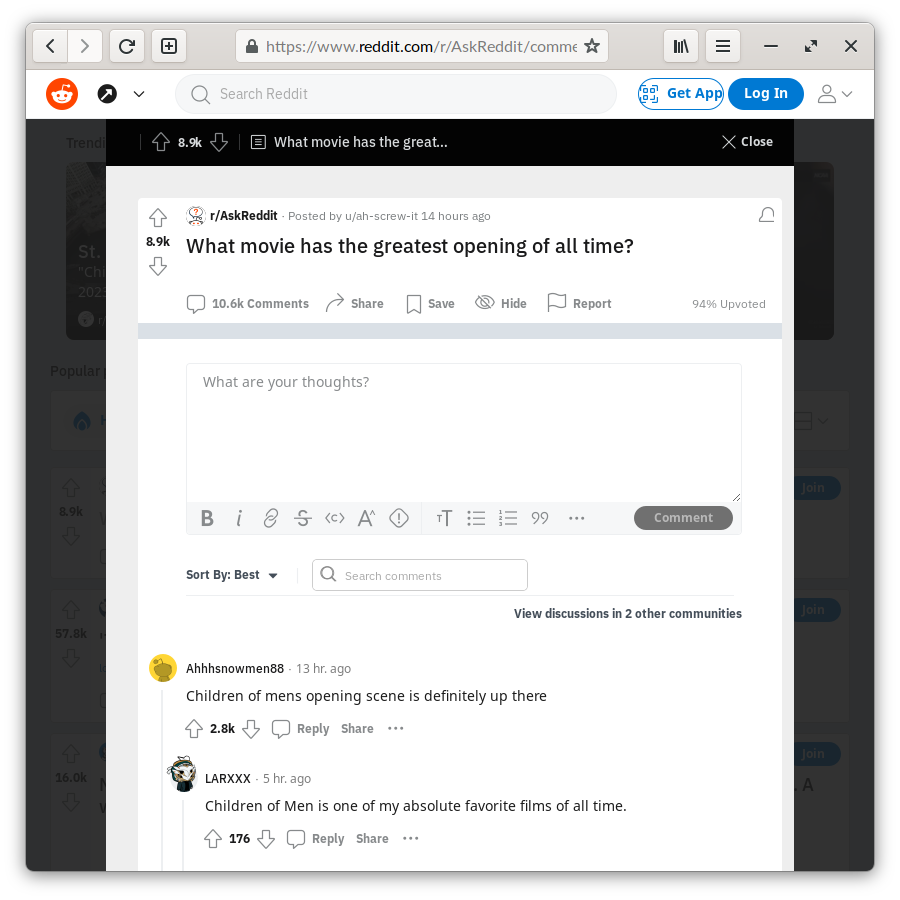 https://www.reddit.com/r/AskReddit/comme
Search Reddit
Get App
Log In
8.9k
What movie has the great...
Close
Trendi
St.
"Chi
2023
r/
Popular p
Join
8.9k
Join
57.8k
Join
16.0k
A
r/AskReddit · Posted by u/ah-screw-it 14 hours ago
8.9k
What movie has the greatest opening of all time?
10.6k Comments
Share
Save
Hide
Report
94% Upvoted
What are your thoughts?
B
i
S
<c>
A^
TT
99
...
Comment
Sort By: Best
Search comments
View discussions in 2 other communities
Ahhhsnowmen88 · 13 hr. ago
Children of mens opening scene is definitely up there
2.8k
Reply
Share
...
LARXXX · 5 hr. ago
Children of Men is one of my absolute favorite films of all time.
176
Reply
Share
...